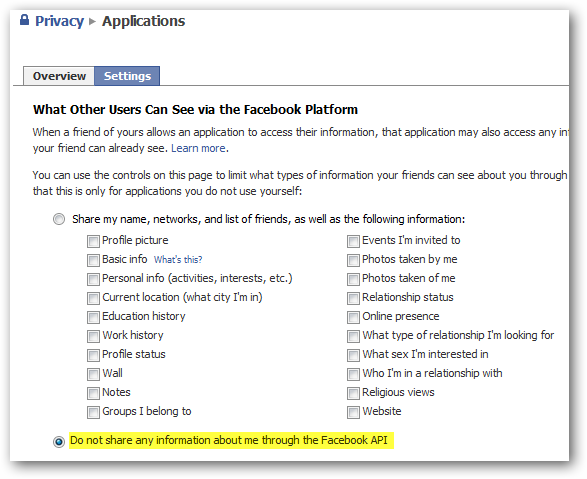 Privacy ▸ Applications
Overview Settings
What Other Users Can See via the Facebook Platform
When a friend of yours allows an application to access their information, that application may also access any
your friend can already see. Learn more.
You can use the controls on this page to limit what types of information your friends can see about you through
that this is only for applications you do not use yourself:
Share my name, networks, and list of friends, as well as the following information:
Profile picture
Basic info What's this?
Personal info (activities, interests, etc.)
Current location (what city I'm in)
Education history
Work history
Profile status
Wall
Notes
Groups I belong to
Events I'm invited to
Photos taken by me
Photos taken of me
Relationship status
Online presence
What type of relationship I'm looking for
What sex I'm interested in
Who I'm in a relationship with
Religious views
Website
Do not share any information about me through the Facebook API